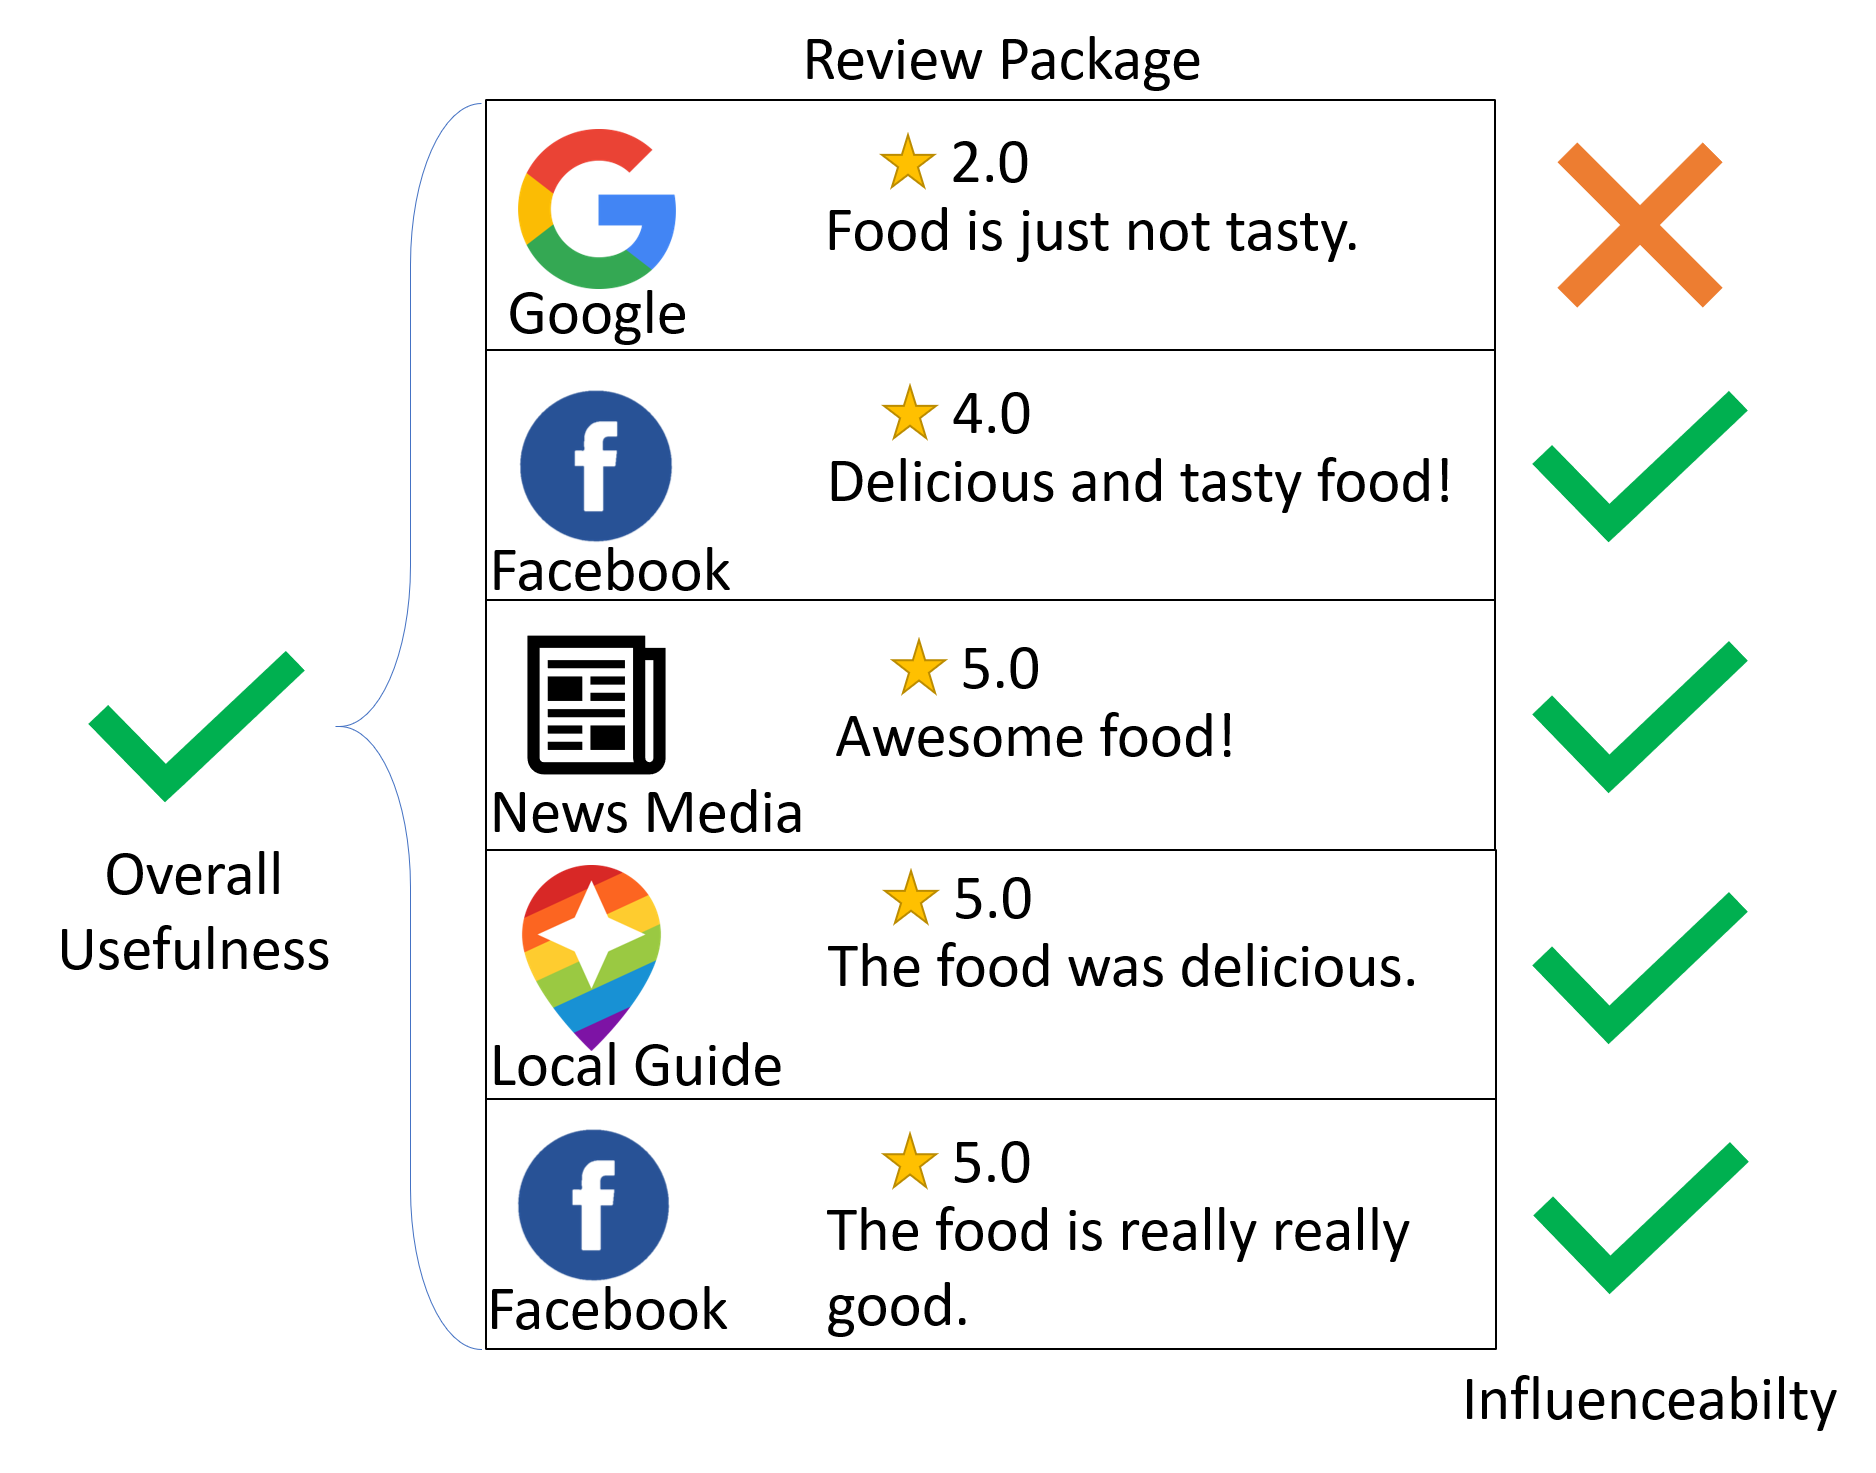 Review Package
2.0
Food is just not tasty.
Google
4.0
Delicious and tasty food!
Facebook
5.0
Awesome food!
News Media
5.0
The food was delicious.
Local Guide
5.0
The food is really really
good.
Facebook
Overall
Usefulness
Influenceabilty